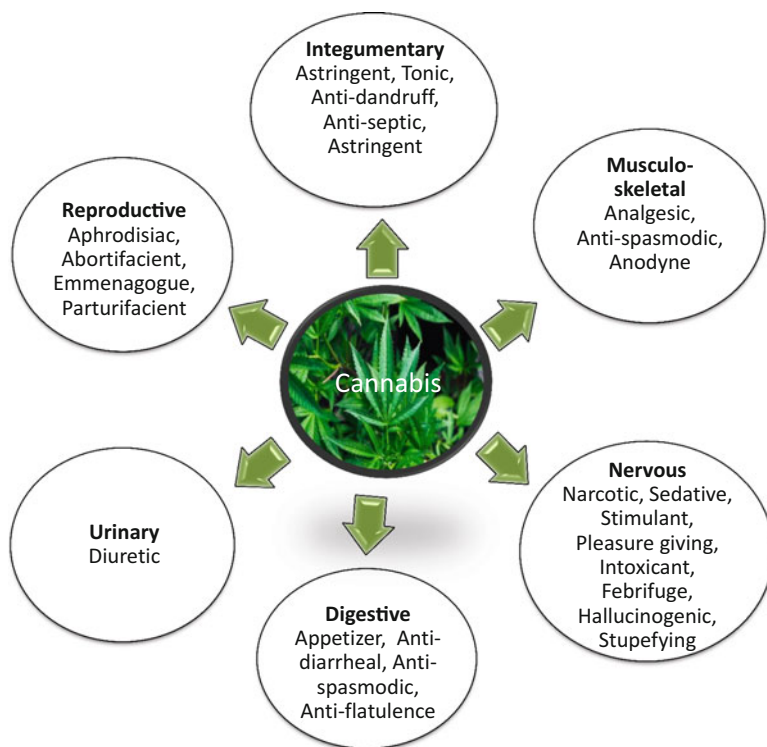 Integumentary
Astringent, Tonic,
Anti-dandruff,
Anti-septic,
Astringent
Musculo-
skeletal
Analgesic,
Anti-spasmodic,
Anodyne
Reproductive
Aphrodisiac,
Abortifacient,
Emmenagogue,
Parturifacient
Cannabis
Nervous
Narcotic, Sedative,
Stimulant,
Pleasure giving,
Intoxicant,
Febrifuge,
Hallucinogenic,
Stupefying
Urinary
Diuretic
Digestive
Appetizer, Anti-
diarrheal, Anti-
spasmodic,
Anti-flatulence